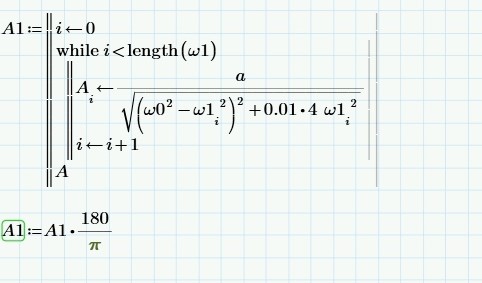 A1:= ‖ i←0
while i<length(ω1)
A_i ← a / √((ω0² − ω1_i²)² + 0.01·4 ω1_i²)
i←i+1
A
A1:=A1·180/π